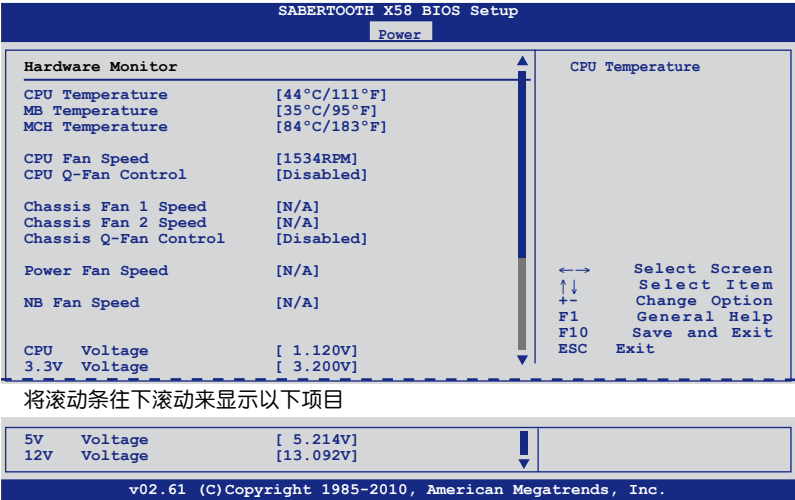 SABERTOOTH X58 BIOS Setup
Power
Hardware Monitor
CPU Temperature [44°C/111°F]
MB Temperature [35°C/95°F]
MCH Temperature [84°C/183°F]
CPU Fan Speed [1534RPM]
CPU Q-Fan Control [Disabled]
Chassis Fan 1 Speed [N/A]
Chassis Fan 2 Speed [N/A]
Chassis Q-Fan Control [Disabled]
Power Fan Speed [N/A]
NB Fan Speed [N/A]
CPU Voltage [ 1.120V]
3.3V Voltage [ 3.200V]
CPU Temperature
←→ Select Screen
↑↓ Select Item
+- Change Option
F1 General Help
F10 Save and Exit
ESC Exit
将滚动条往下滚动来显示以下项目
5V Voltage [ 5.214V]
12V Voltage [13.092V]
v02.61 (C)Copyright 1985-2010, American Megatrends, Inc.